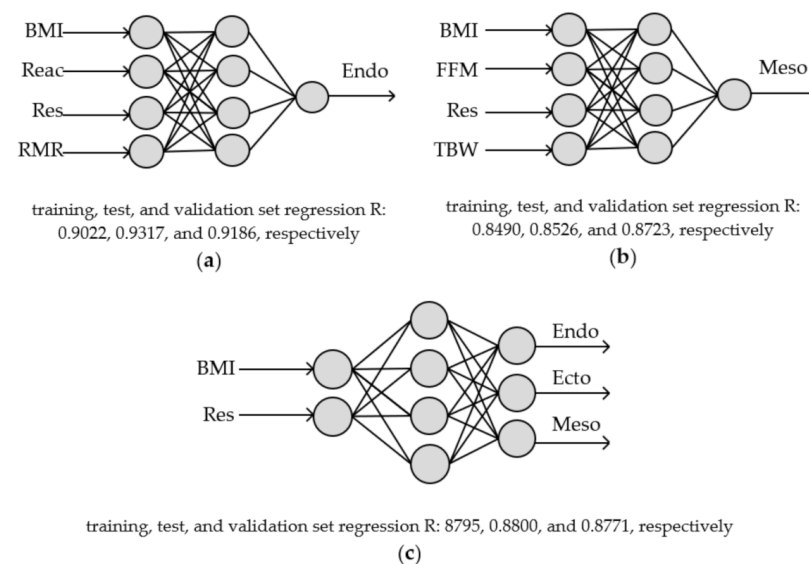 BMI
Reac
Res
RMR
Endo
training, test, and validation set regression R:
0.9022, 0.9317, and 0.9186, respectively
(a)
BMI
FFM
Res
TBW
Meso
training, test, and validation set regression R:
0.8490, 0.8526, and 0.8723, respectively
(b)
BMI
Res
Endo
Ecto
Meso
training, test, and validation set regression R: 8795, 0.8800, and 0.8771, respectively
(c)